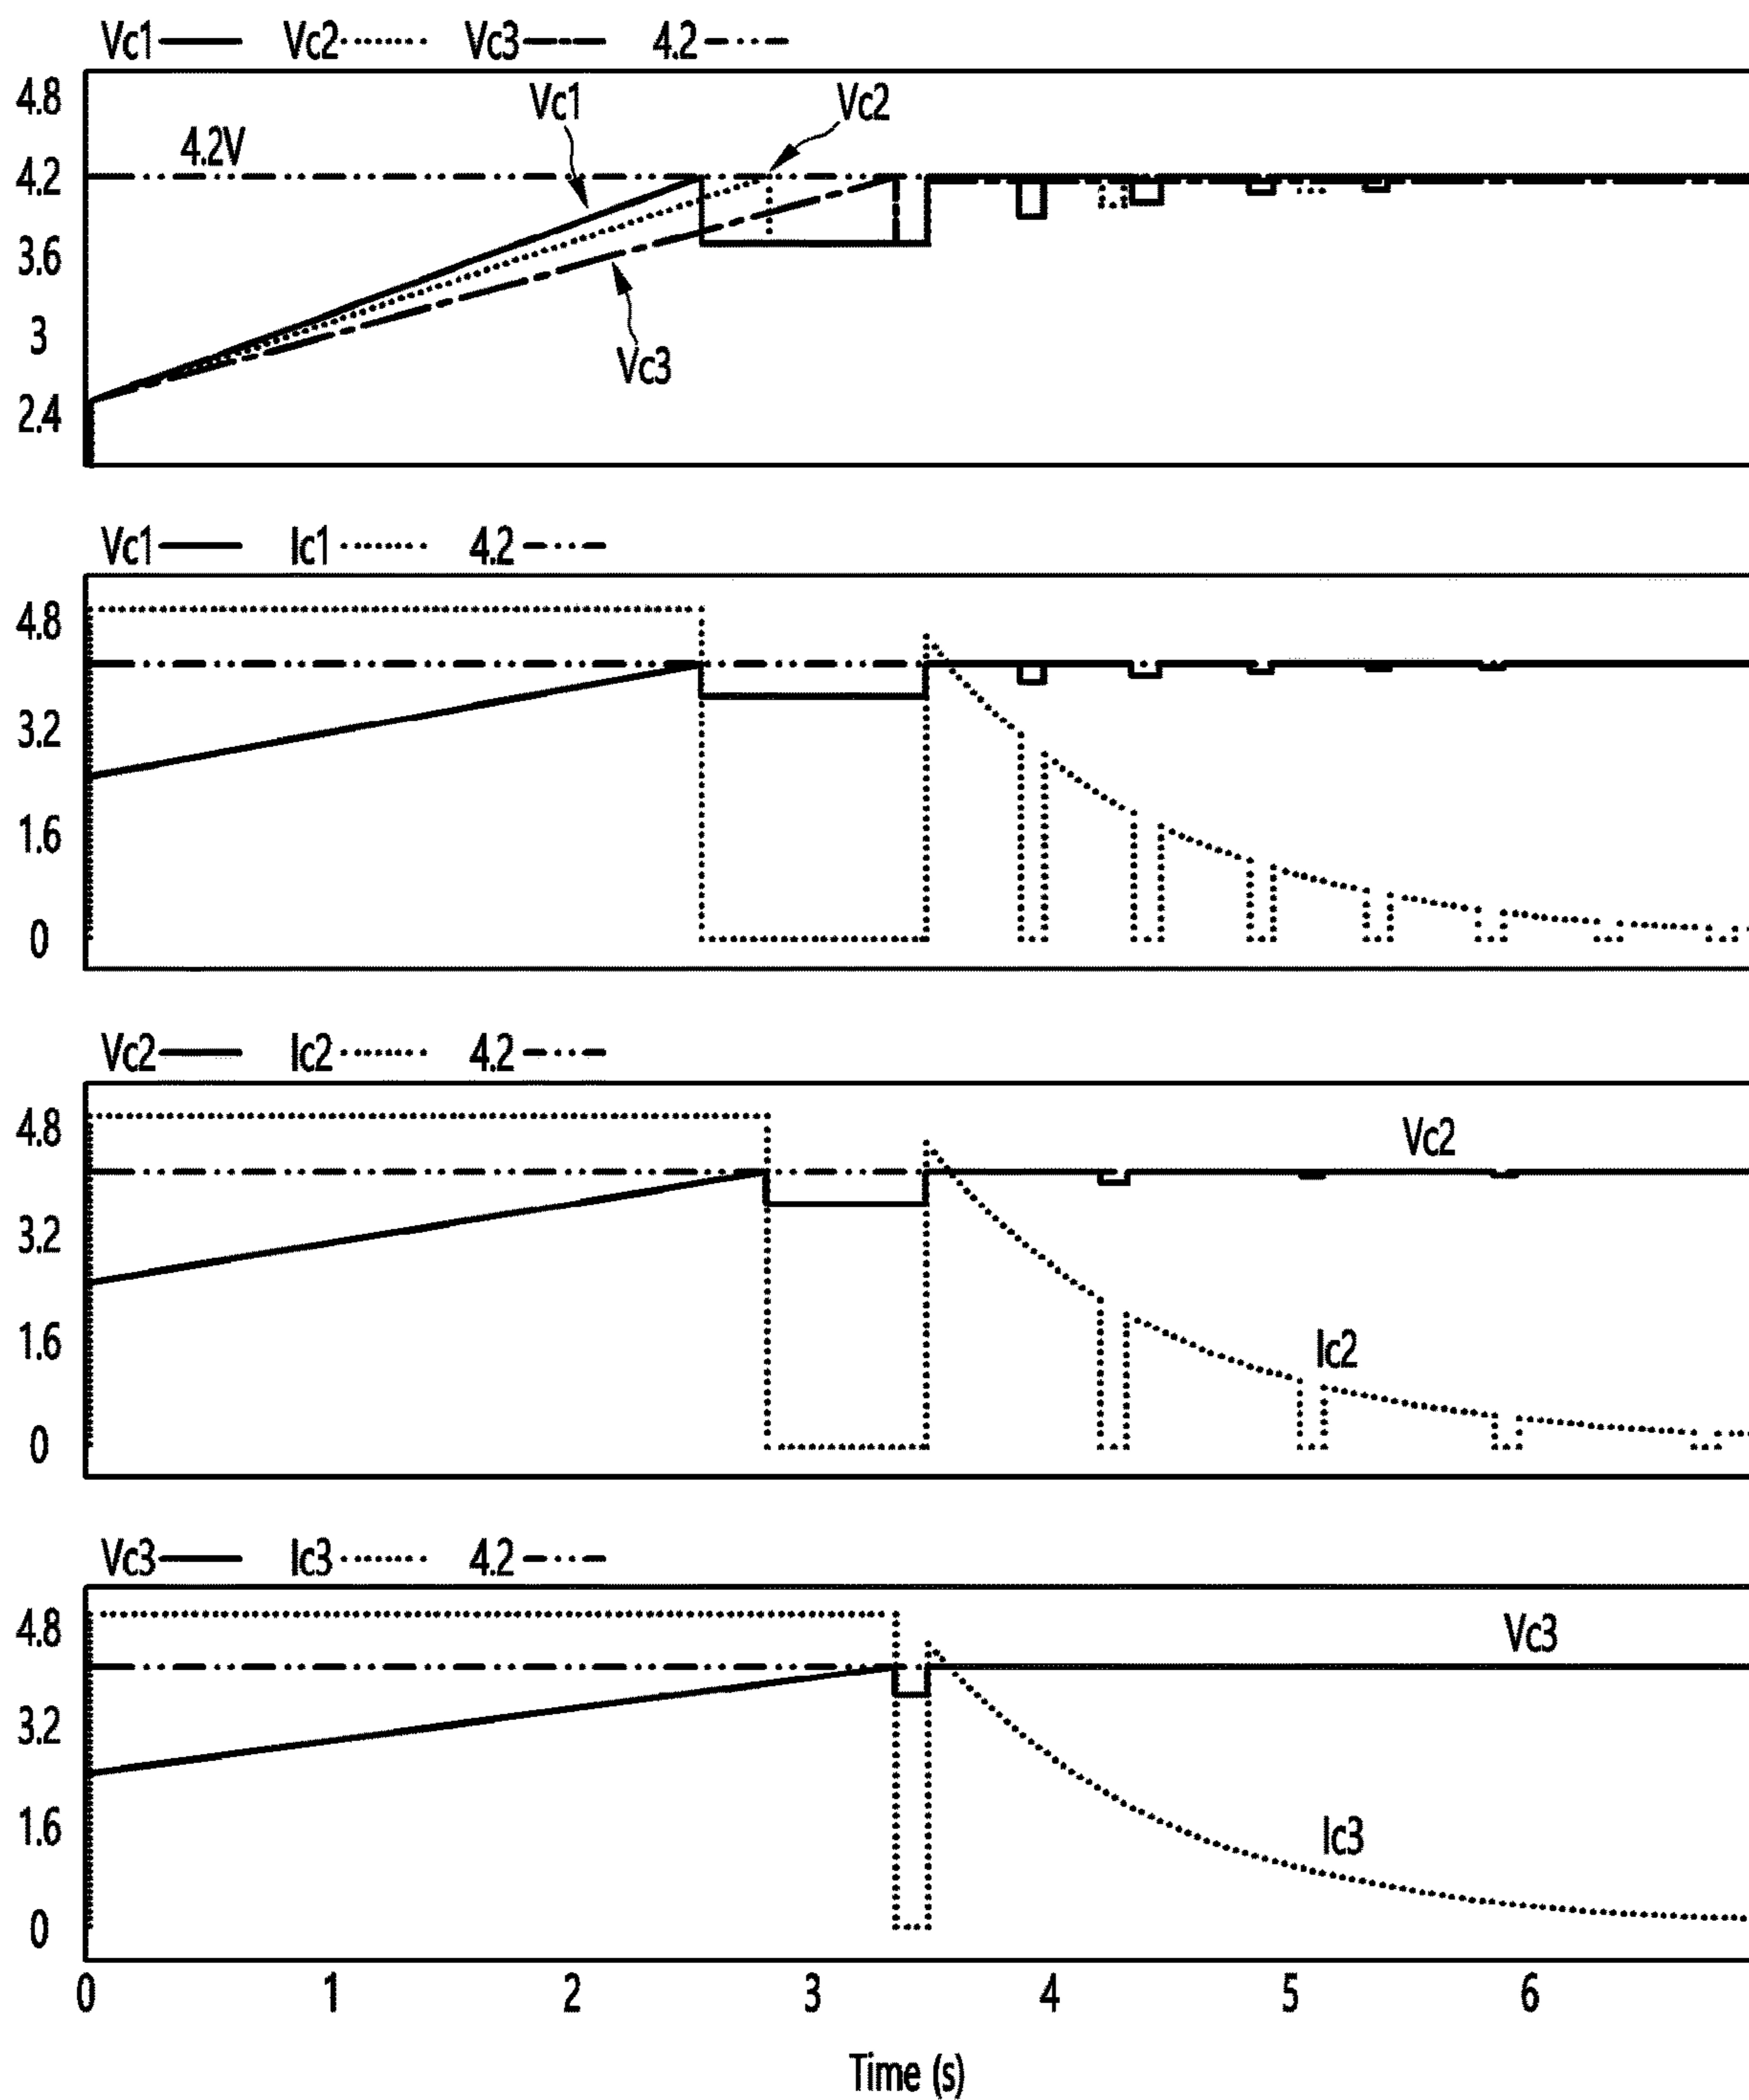 Vc1 Vc2 Vc3 4.2
4.8
Vc1
Vc2
4.2V
4.2
3.6
3
Vc3
2.4
Vc1 Ic1 4.2
4.8
3.2
1.6
0
Vc2 Ic2 4.2
4.8
Vc2
3.2
1.6
Ic2
0
Vc3 Ic3 4.2
4.8
Vc3
3.2
1.6
Ic3
0
0 1 2 3 4 5 6
Time (s)